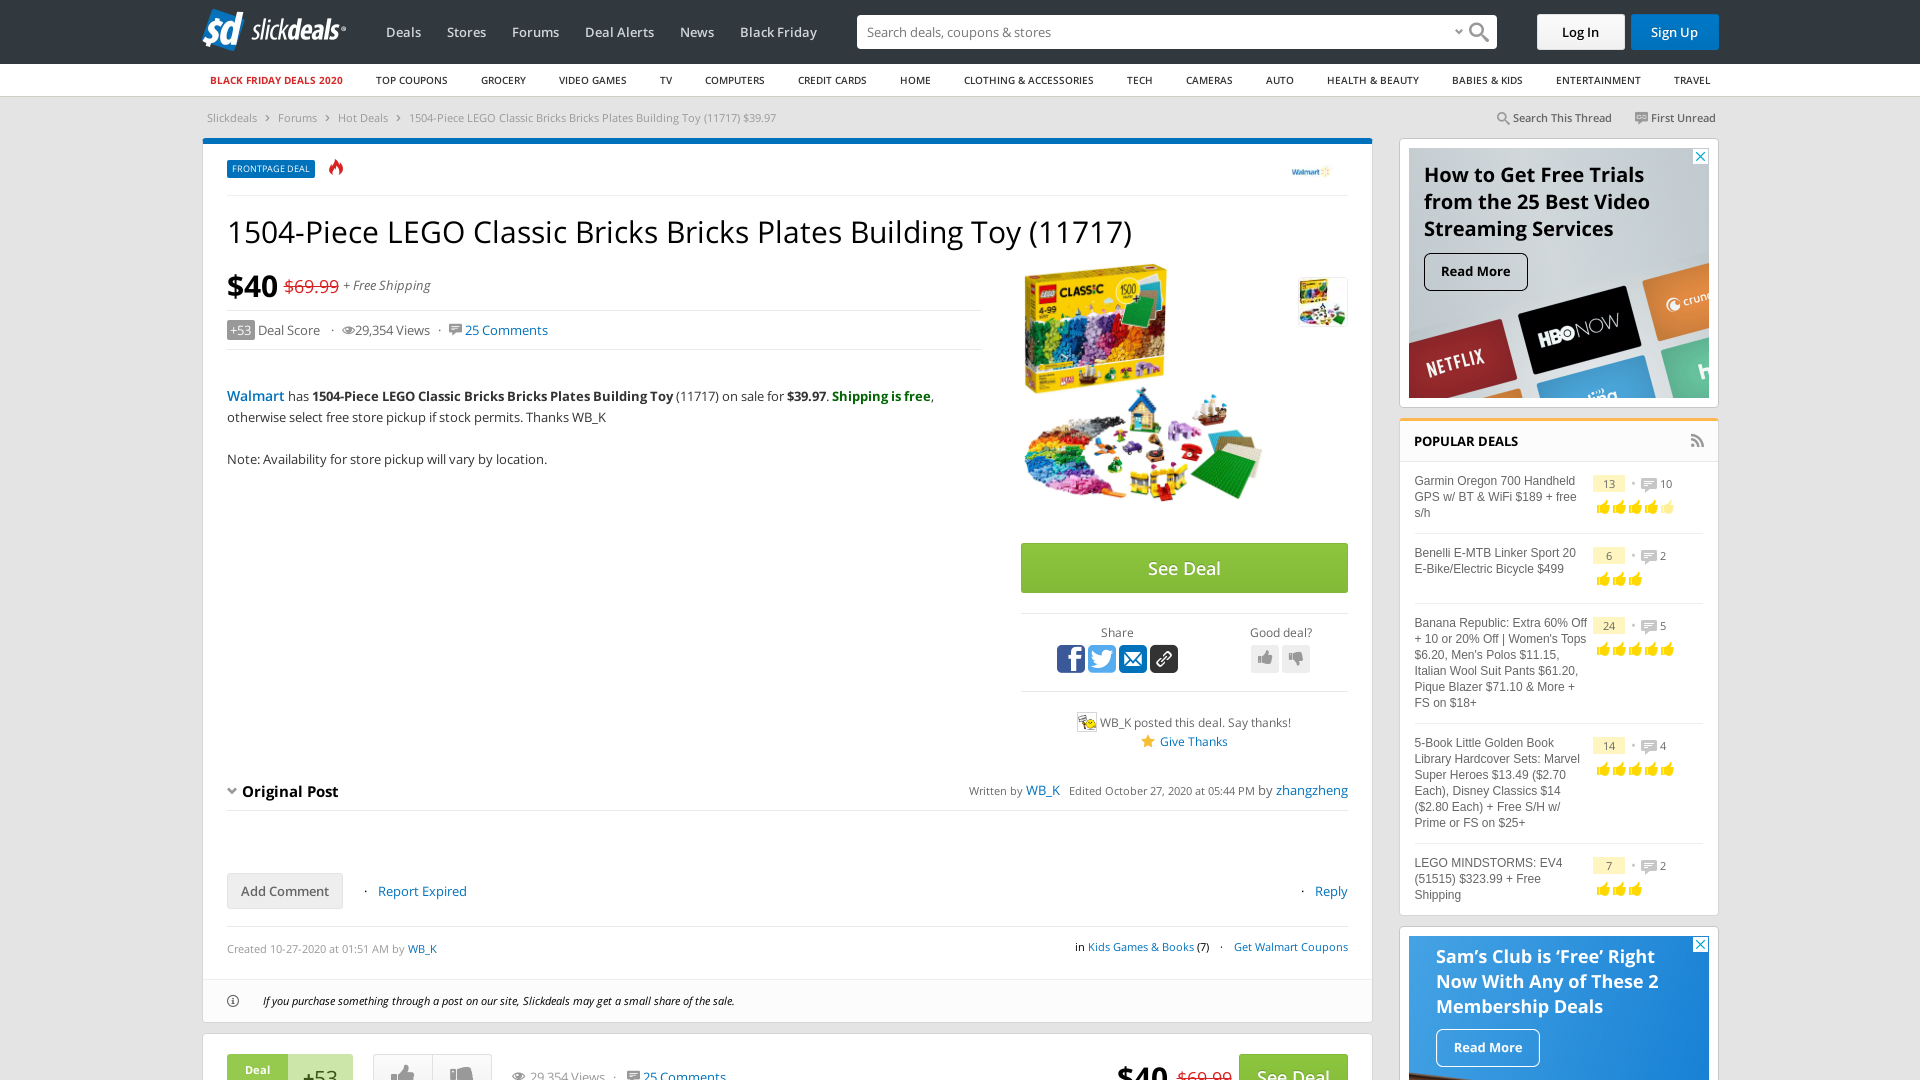 slickdeals
Deals
Stores
Forums
Deal Alerts
News
Black Friday
Search deals, coupons & stores
Log In
Sign Up
BLACK FRIDAY DEALS 2020
TOP COUPONS
GROCERY
VIDEO GAMES
TV
COMPUTERS
CREDIT CARDS
HOME
CLOTHING & ACCESSORIES
TECH
CAMERAS
AUTO
HEALTH & BEAUTY
BABIES & KIDS
ENTERTAINMENT
TRAVEL
Slickdeals › Forums › Hot Deals › 1504-Piece LEGO Classic Bricks Bricks Plates Building Toy (11717) $39.97
Search This Thread
First Unread
FRONTPAGE DEAL
Walmart
1504-Piece LEGO Classic Bricks Bricks Plates Building Toy (11717)
$40 $69.99 + Free Shipping
+53 Deal Score · 29,354 Views · 25 Comments
Walmart has 1504-Piece LEGO Classic Bricks Bricks Plates Building Toy (11717) on sale for $39.97. Shipping is free,
otherwise select free store pickup if stock permits. Thanks WB_K
Note: Availability for store pickup will vary by location.
LEGO
CLASSIC
4-99
1500
See Deal
Share
Good deal?
WB_K posted this deal. Say thanks!
Give Thanks
Original Post
Written by WB_K Edited October 27, 2020 at 05:44 PM by zhangzheng
Add Comment
· Report Expired
· Reply
Created 10-27-2020 at 01:51 AM by WB_K
in Kids Games & Books (7) · Get Walmart Coupons
If you purchase something through a post on our site, Slickdeals may get a small share of the sale.
Deal
+53
29,354 Views · 25 Comments
$40 $69.99
See Deal
How to Get Free Trials
from the 25 Best Video
Streaming Services
Read More
NETFLIX
HBO NOW
POPULAR DEALS
Garmin Oregon 700 Handheld
GPS w/ BT & WiFi $189 + free
s/h
13 • 10
Benelli E-MTB Linker Sport 20
E-Bike/Electric Bicycle $499
6 • 2
Banana Republic: Extra 60% Off
+ 10 or 20% Off | Women's Tops
$6.20, Men's Polos $11.15,
Italian Wool Suit Pants $61.20,
Pique Blazer $71.10 & More +
FS on $18+
24 • 5
5-Book Little Golden Book
Library Hardcover Sets: Marvel
Super Heroes $13.49 ($2.70
Each), Disney Classics $14
($2.80 Each) + Free S/H w/
Prime or FS on $25+
14 • 4
LEGO MINDSTORMS: EV4
(51515) $323.99 + Free
Shipping
7 • 2
Sam's Club is ‘Free’ Right
Now With Any of These 2
Membership Deals
Read More